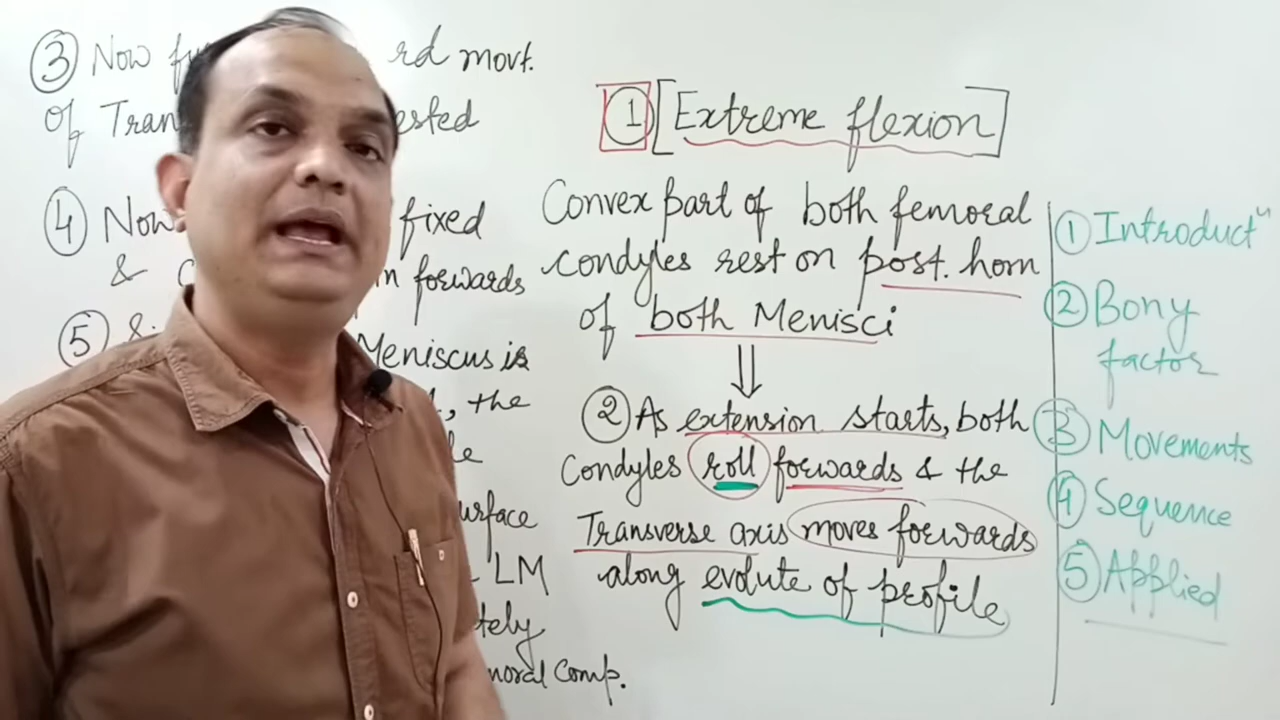 ③ Now rd movt.
of Tran ested
④ Now fixed
& n forwards
⑤ Meniscus is
, the
le
urface
LM
tely
moral Comp.
① [Extreme flexion]
Convex part of both femoral
condyles rest on post. horn
of both Menisci
⇓
② As extension starts, both
Condyles roll forwards & the
Transverse axis moves forwards
along evolute of profile
① Introductⁿ
② Bony
factor
③ Movements
④ Sequence
⑤ Applied